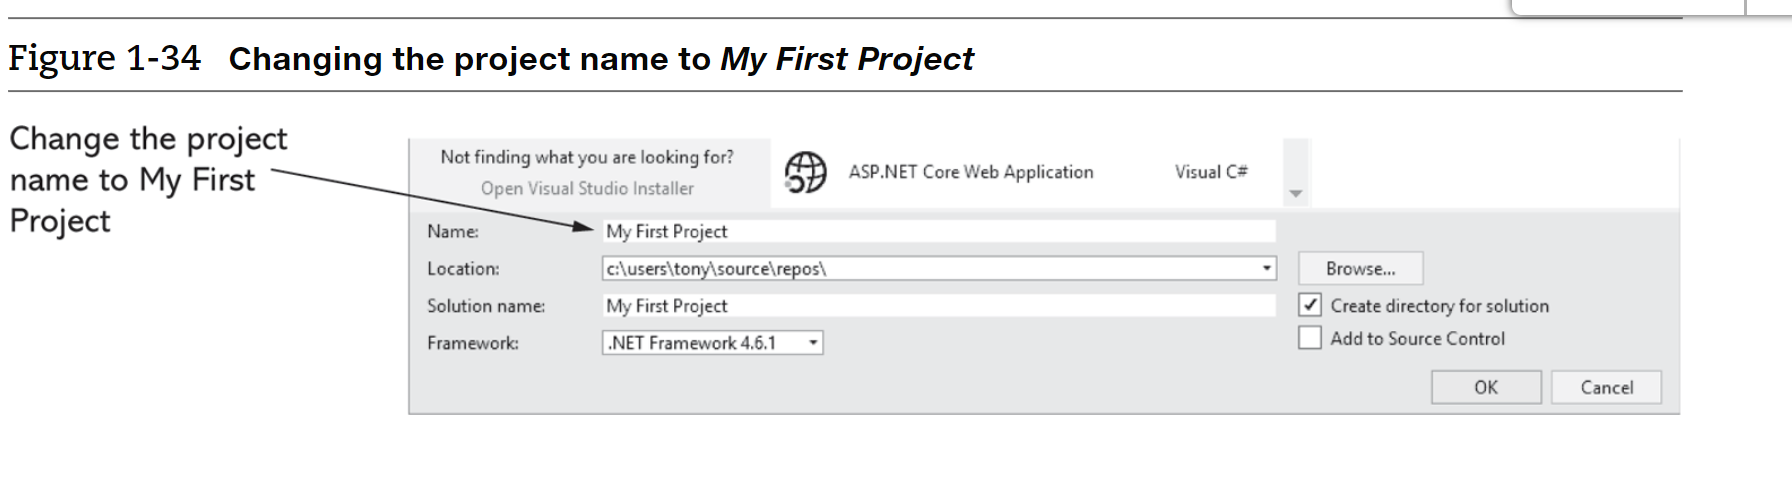 Figure 1-34 Changing the project name to My First Project
Change the project
name to My First
Project
Not finding what you are looking for?
Open Visual Studio Installer
ASP.NET Core Web Application Visual C#
Name: My First Project
Location: c:\users\tony\source\repos\ Browse...
Solution name: My First Project Create directory for solution
Framework: .NET Framework 4.6.1 Add to Source Control
OK Cancel